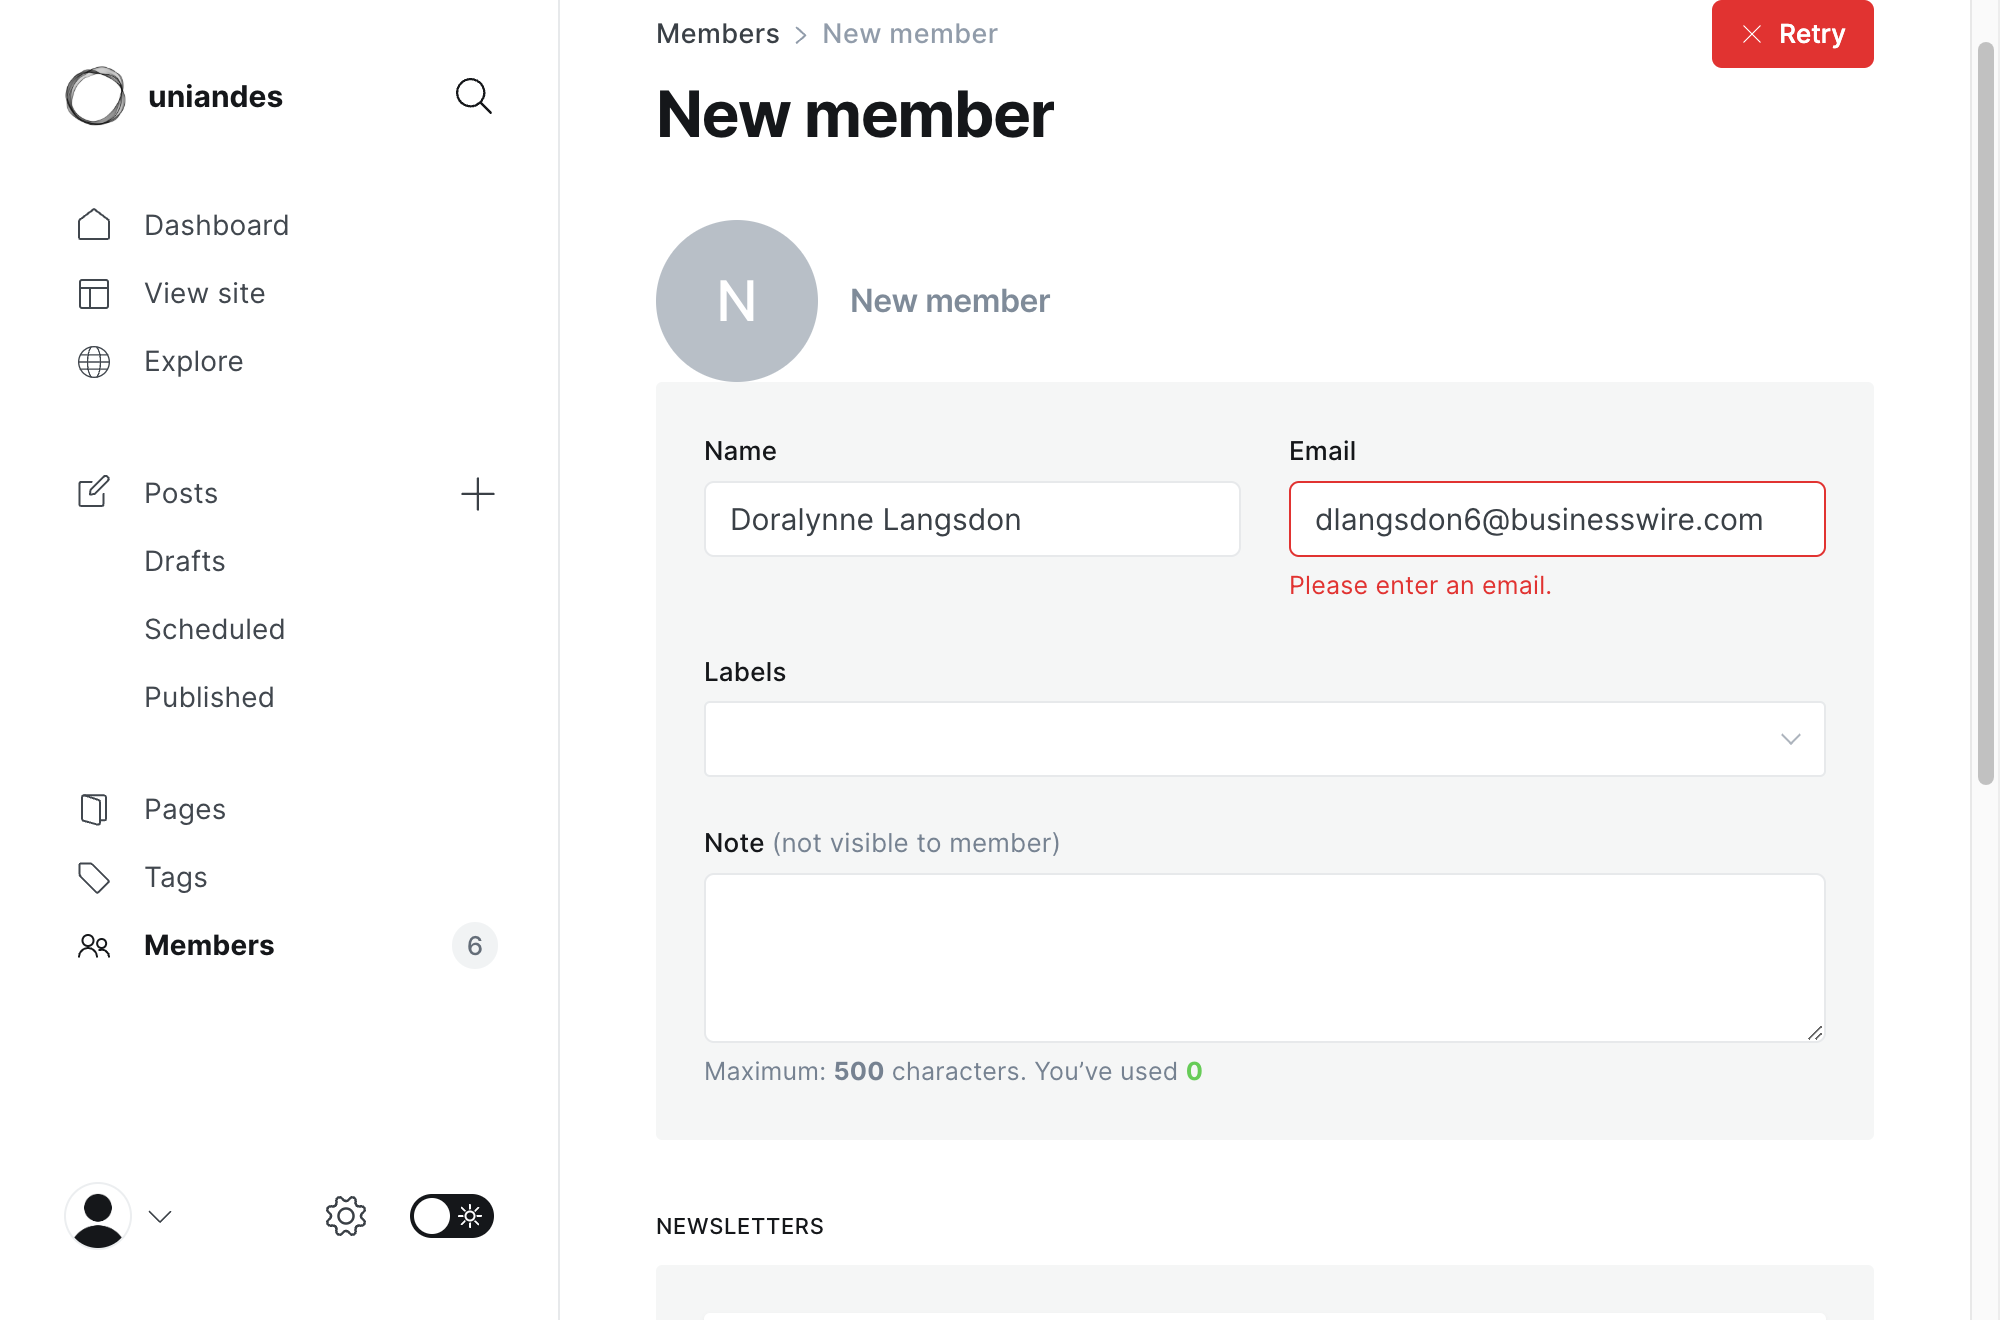 uniandes
Dashboard
View site
Explore
Posts
Drafts
Scheduled
Published
Pages
Tags
Members 6
Members > New member
Retry
New member
N
New member
Name
Doralynne Langsdon
Email
dlangsdon6@businesswire.com
Please enter an email.
Labels
Note (not visible to member)
Maximum: 500 characters. You’ve used 0
NEWSLETTERS